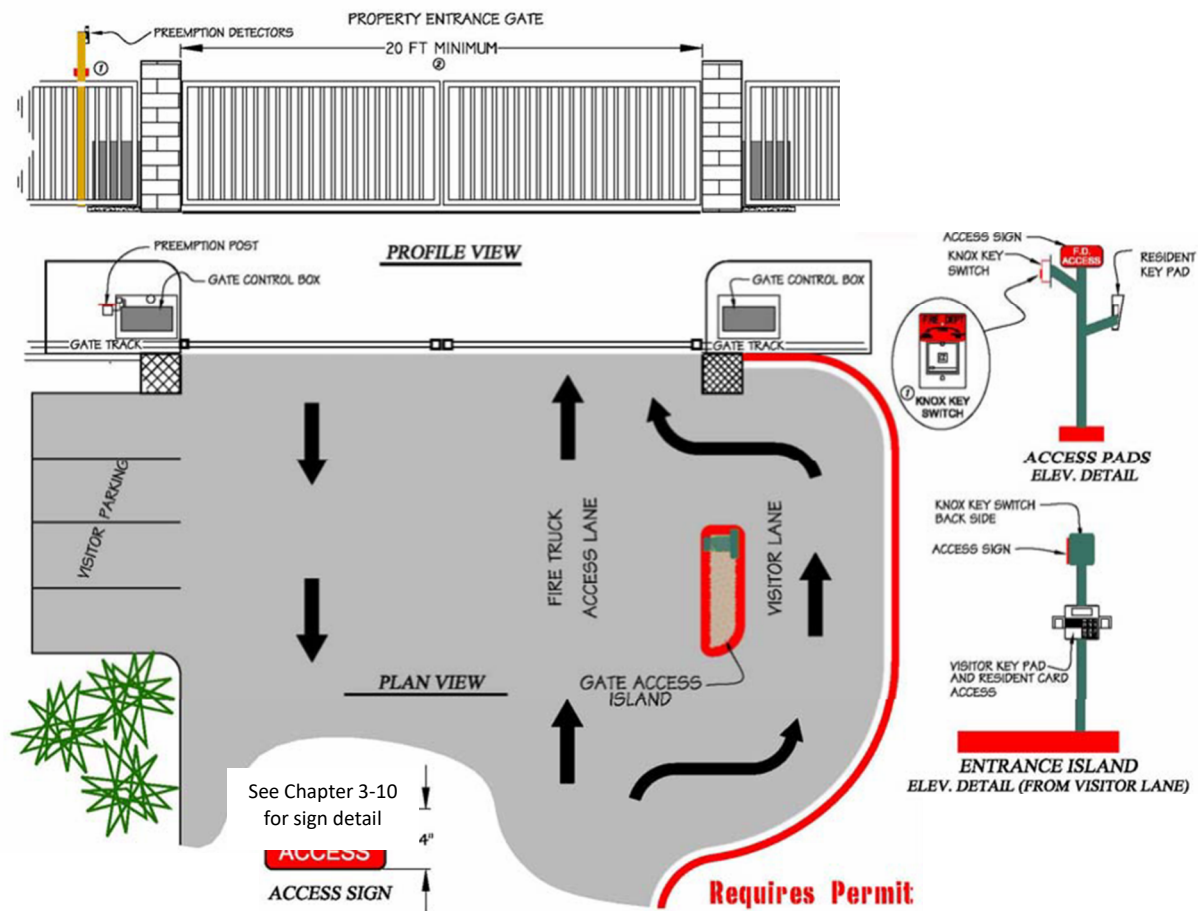 PROPERTY ENTRANCE GATE
PREEMPTION DETECTORS
20 FT MINIMUM
①
②
PREEMPTION POST
PROFILE VIEW
GATE CONTROL BOX
GATE CONTROL BOX
GATE TRACK
GATE TRACK
VISITOR PARKING
FIRE TRUCK
ACCESS LANE
VISITOR LANE
PLAN VIEW
GATE ACCESS
ISLAND
See Chapter 3-10
for sign detail
4"
ACCESS
ACCESS SIGN
Requires Permit
ACCESS SIGN
F.D.
ACCESS
KNOX KEY
SWITCH
RESIDENT
KEY PAD
FIRE DEPT
① KNOX KEY
SWITCH
ACCESS PADS
ELEV. DETAIL
KNOX KEY SWITCH
BACK SIDE
ACCESS SIGN
VISITOR KEY PAD
AND RESIDENT CARD
ACCESS
ENTRANCE ISLAND
ELEV. DETAIL (FROM VISITOR LANE)